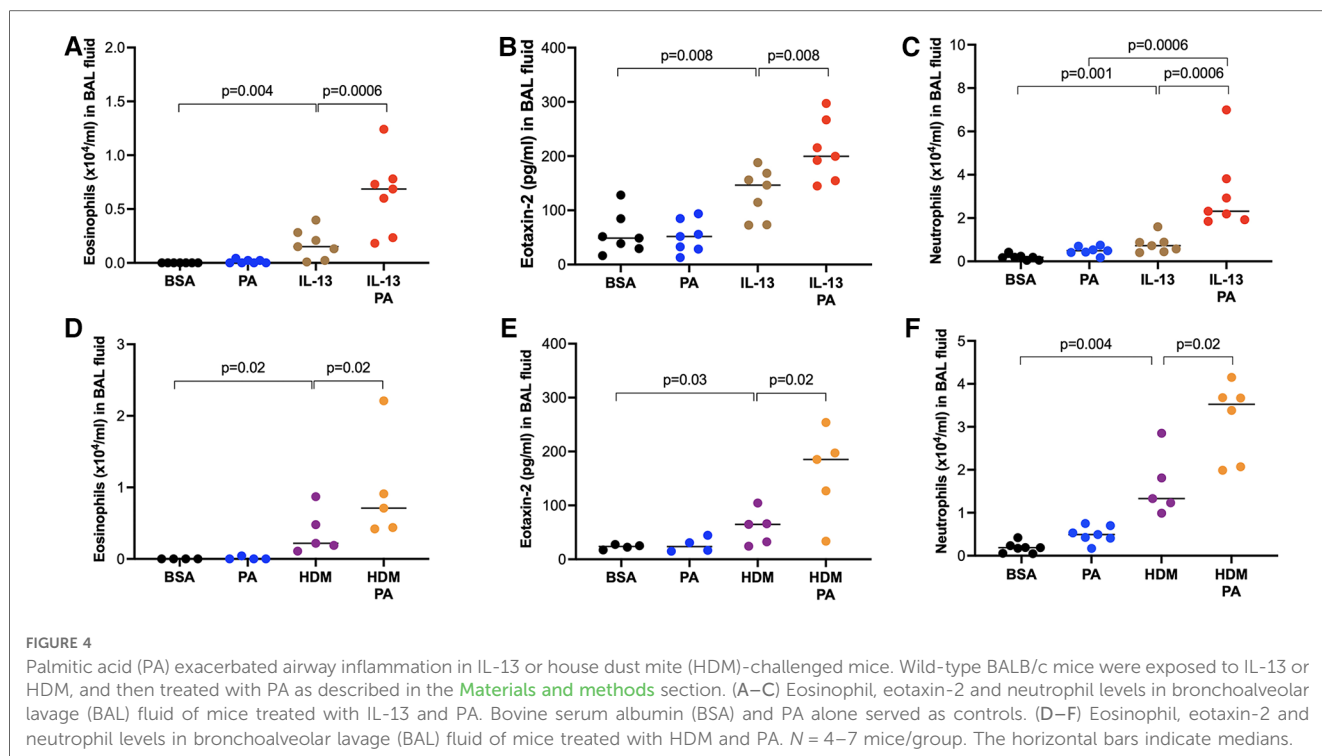 A
Eosinophils (x10⁴/ml) in BAL fluid
2.0
1.5
1.0
0.5
0.0
p=0.004
p=0.0006
BSA
PA
IL-13
IL-13
PA
B
Eotaxin-2 (pg/ml) in BAL fluid
400
300
200
100
0
p=0.008
p=0.008
BSA
PA
IL-13
IL-13
PA
C
Neutrophils (x10⁴/ml) in BAL fluid
10
8
6
4
2
0
p=0.0006
p=0.001
p=0.0006
BSA
PA
IL-13
IL-13
PA
D
Eosinophils (x10⁴/ml) in BAL fluid
3
2
1
0
p=0.02
p=0.02
BSA
PA
HDM
HDM
PA
E
Eotaxin-2 (pg/ml) in BAL fluid
400
300
200
100
0
p=0.03
p=0.02
BSA
PA
HDM
HDM
PA
F
Neutrophils (x10⁴/ml) in BAL fluid
5
4
3
2
1
0
p=0.004
p=0.02
BSA
PA
HDM
HDM
PA
FIGURE 4
Palmitic acid (PA) exacerbated airway inflammation in IL-13 or house dust mite (HDM)-challenged mice. Wild-type BALB/c mice were exposed to IL-13 or
HDM, and then treated with PA as described in the Materials and methods section. (A–C) Eosinophil, eotaxin-2 and neutrophil levels in bronchoalveolar
lavage (BAL) fluid of mice treated with IL-13 and PA. Bovine serum albumin (BSA) and PA alone served as controls. (D–F) Eosinophil, eotaxin-2 and
neutrophil levels in bronchoalveolar lavage (BAL) fluid of mice treated with HDM and PA. N = 4–7 mice/group. The horizontal bars indicate medians.